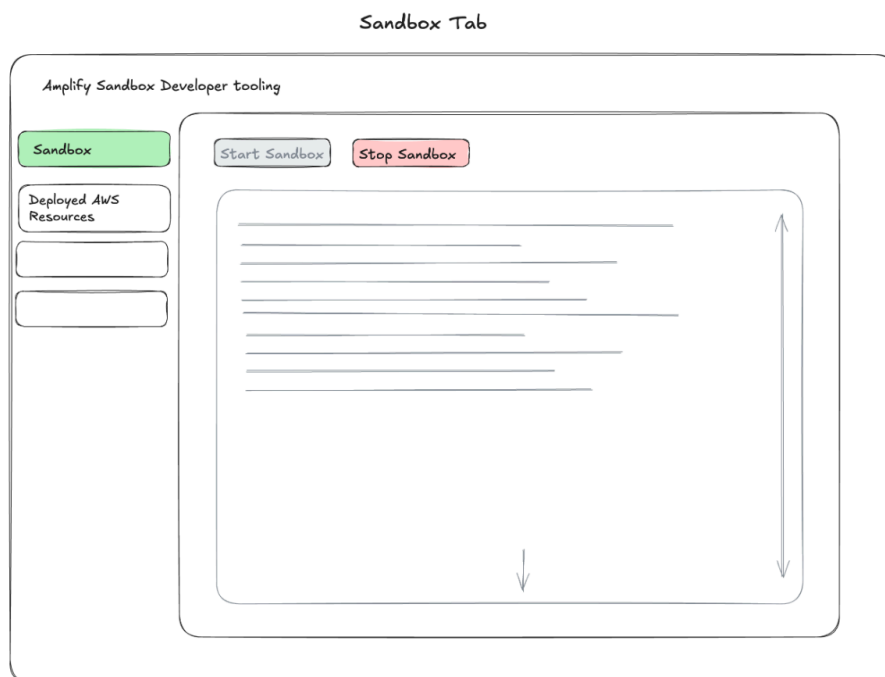 Sandbox Tab
Amplify Sandbox Developer tooling
Sandbox
Start Sandbox
Stop Sandbox
Deployed AWS
Resources